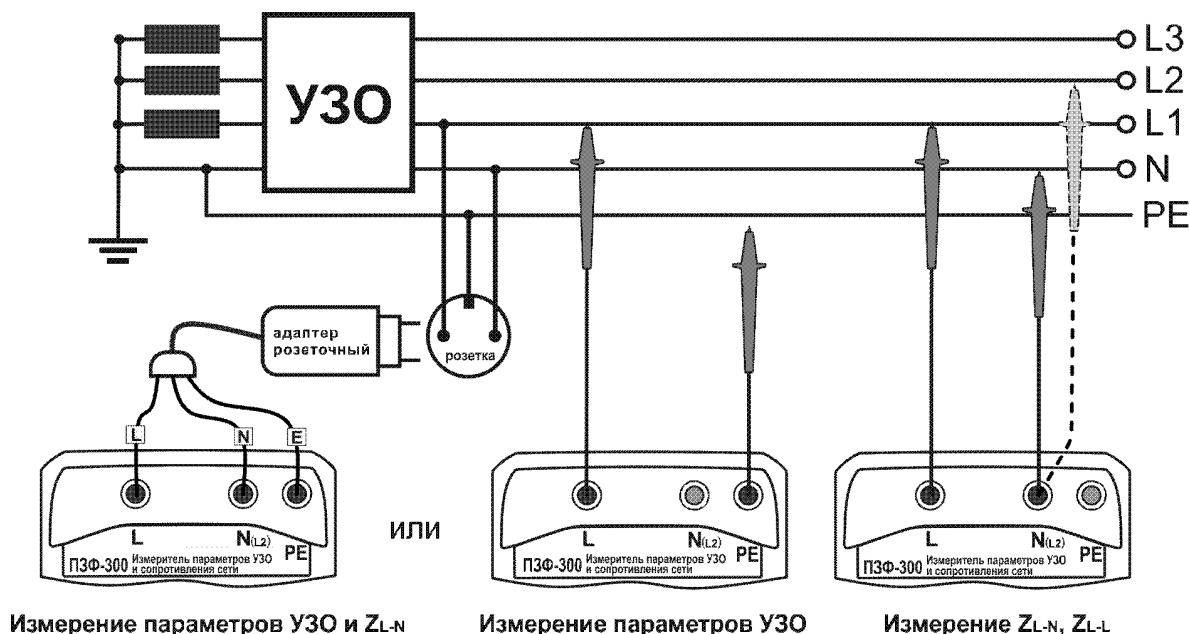 УЗО
L3
L2
L1
N
PE
адаптер
розеточный
розетка
L
N
E
L
N(L2)
PE
ПЗФ-300 Измеритель параметров УЗО
и сопротивления сети
или
L
N(L2)
PE
ПЗФ-300 Измеритель параметров УЗО
и сопротивления сети
L
N(L2)
PE
ПЗФ-300 Измеритель параметров УЗО
и сопротивления сети
Измерение параметров УЗО и ZL-N
Измерение параметров УЗО
Измерение ZL-N, ZL-L